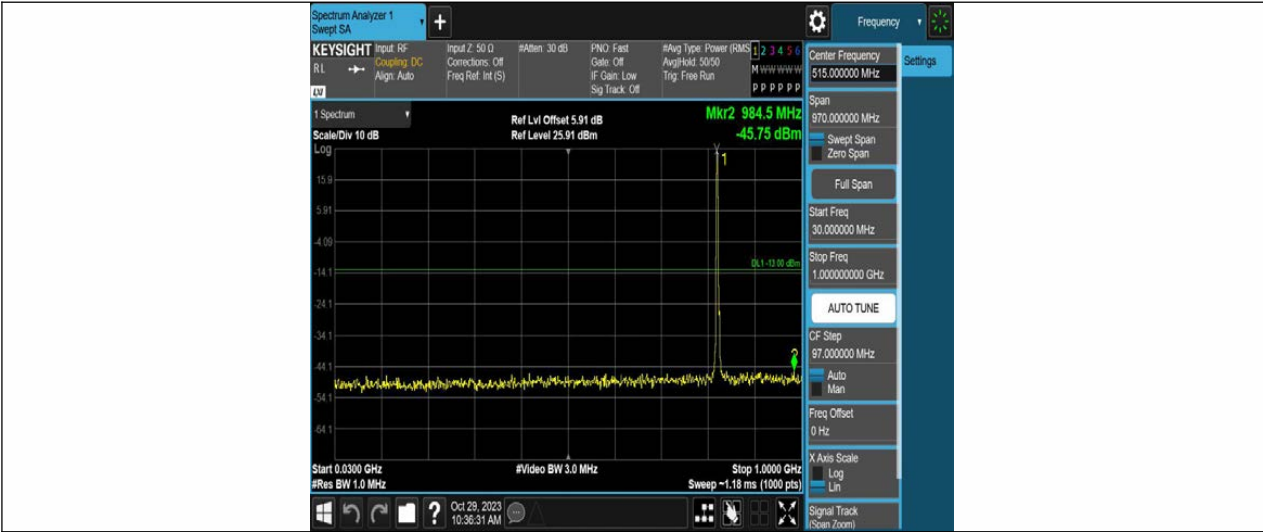 Spectrum Analyzer 1
Swept SA
+
Frequency
KEYSIGHT
RL
LXI
Input: RF
Coupling: DC
Align: Auto
Input Z: 50 Ω
Corrections: Off
Freq Ref: Int (S)
#Atten: 30 dB
PNO: Fast
Gate: Off
IF Gain: Low
Sig Track: Off
#Avg Type: Power (RMS
Avg|Hold: 50/50
Trig: Free Run
1 2 3 4 5 6
M W W W W W
P P P P P P
1 Spectrum
Scale/Div 10 dB
Log
Ref Lvl Offset 5.91 dB
Ref Level 25.91 dBm
Mkr2 984.5 MHz
-45.75 dBm
1
15.9
5.91
-4.09
DL1 -13.00 dBm
-14.1
-24.1
-34.1
2
-44.1
-54.1
-64.1
Start 0.0300 GHz
#Res BW 1.0 MHz
#Video BW 3.0 MHz
Stop 1.0000 GHz
Sweep ~1.18 ms (1000 pts)
Center Frequency
515.000000 MHz
Settings
Span
970.000000 MHz
Swept Span
Zero Span
Full Span
Start Freq
30.000000 MHz
Stop Freq
1.000000000 GHz
AUTO TUNE
CF Step
97.000000 MHz
Auto
Man
Freq Offset
0 Hz
X Axis Scale
Log
Lin
Signal Track
(Span Zoom)
?
Oct 29, 2023
10:36:31 AM